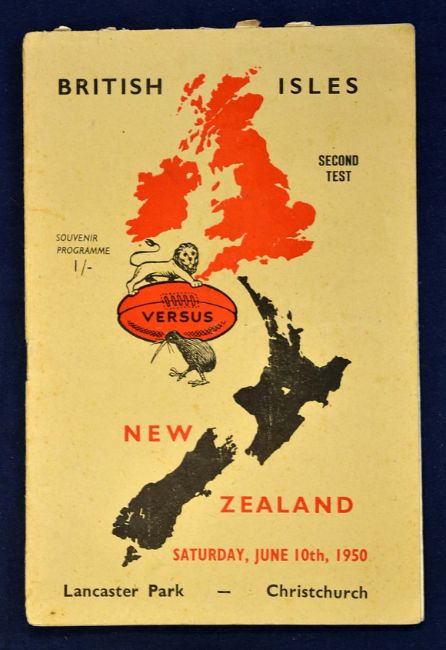 BRITISH ISLES
SECOND
TEST
SOUVENIR
PROGRAMME
1/-
VERSUS
NEW
ZEALAND
SATURDAY, JUNE 10th, 1950
Lancaster Park — Christchurch